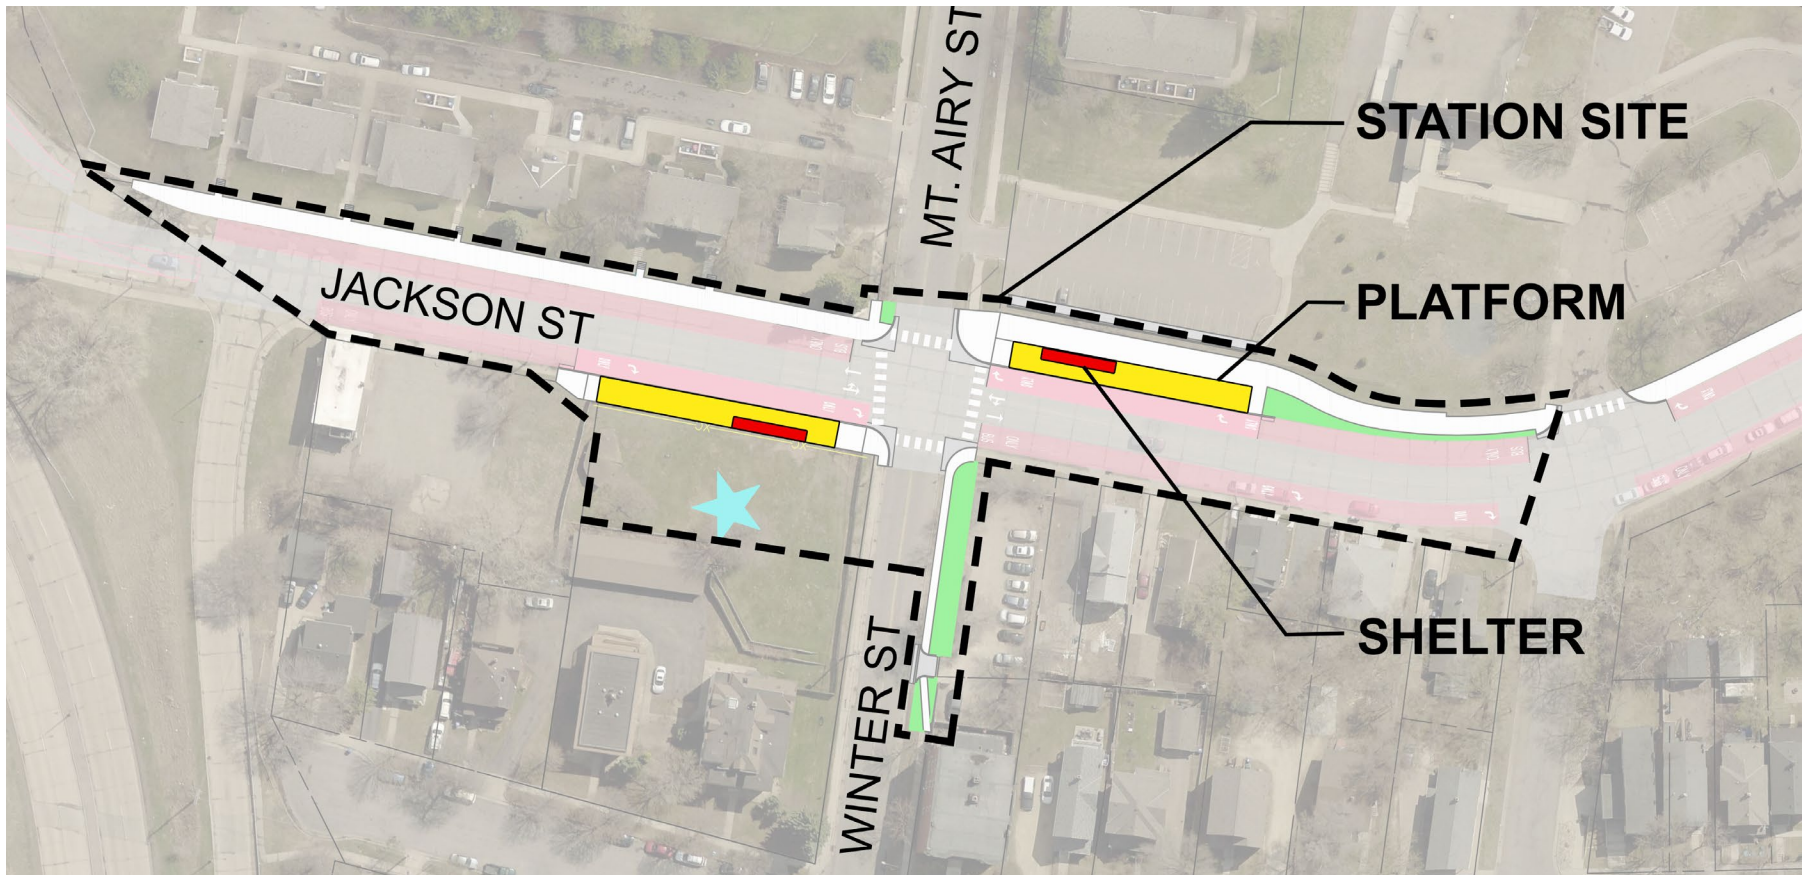 MT. AIRY ST
STATION SITE
JACKSON ST
PLATFORM
SHELTER
WINTER ST